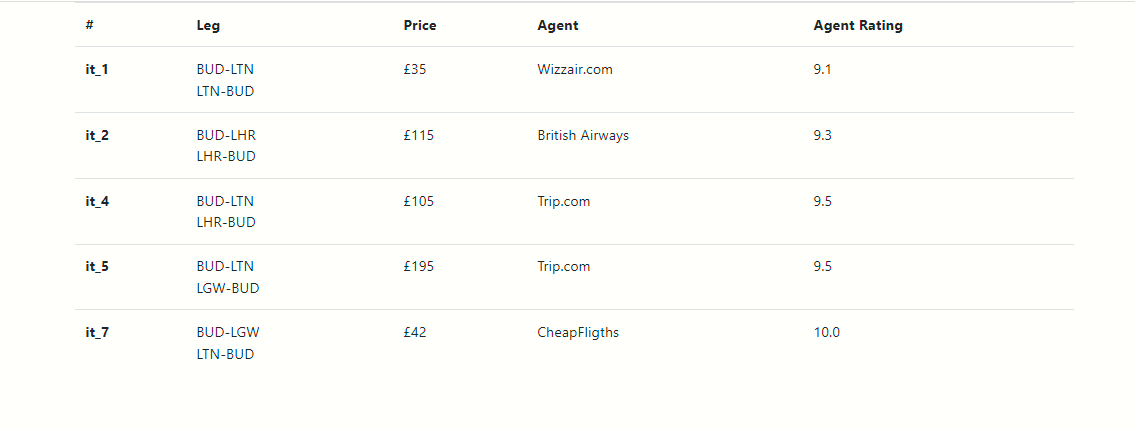 # Leg Price Agent Agent Rating
it_1 BUD-LTN £35 Wizzair.com 9.1
LTN-BUD
it_2 BUD-LHR £115 British Airways 9.3
LHR-BUD
it_4 BUD-LTN £105 Trip.com 9.5
LHR-BUD
it_5 BUD-LTN £195 Trip.com 9.5
LGW-BUD
it_7 BUD-LGW £42 CheapFligths 10.0
LTN-BUD